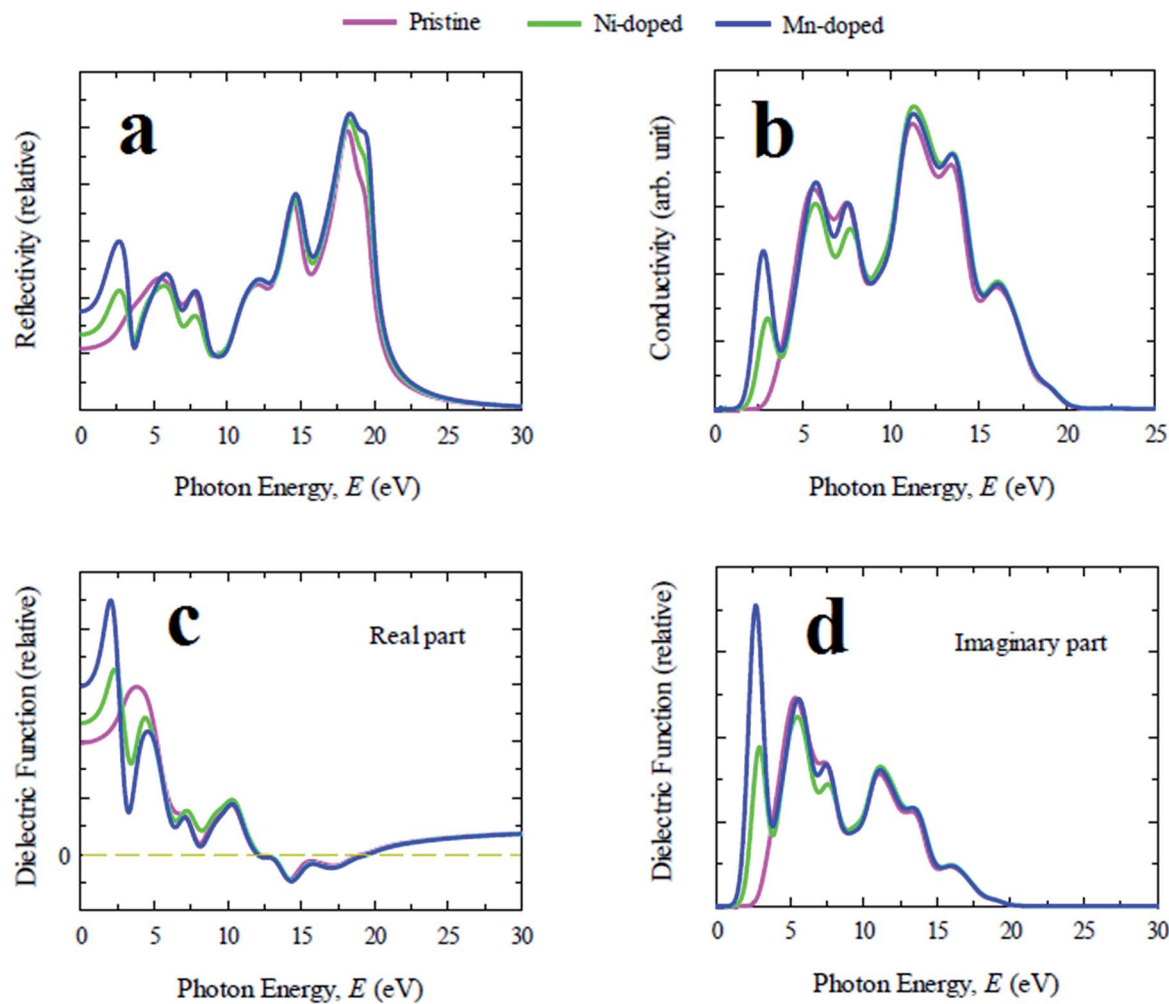 Pristine Ni-doped Mn-doped
a
Reflectivity (relative)
0 5 10 15 20 25 30
Photon Energy, E (eV)
b
Conductivity (arb. unit)
0 5 10 15 20 25
Photon Energy, E (eV)
c
Real part
Dielectric Function (relative)
0
0 5 10 15 20 25 30
Photon Energy, E (eV)
d
Imaginary part
Dielectric Function (relative)
0 5 10 15 20 25 30
Photon Energy, E (eV)